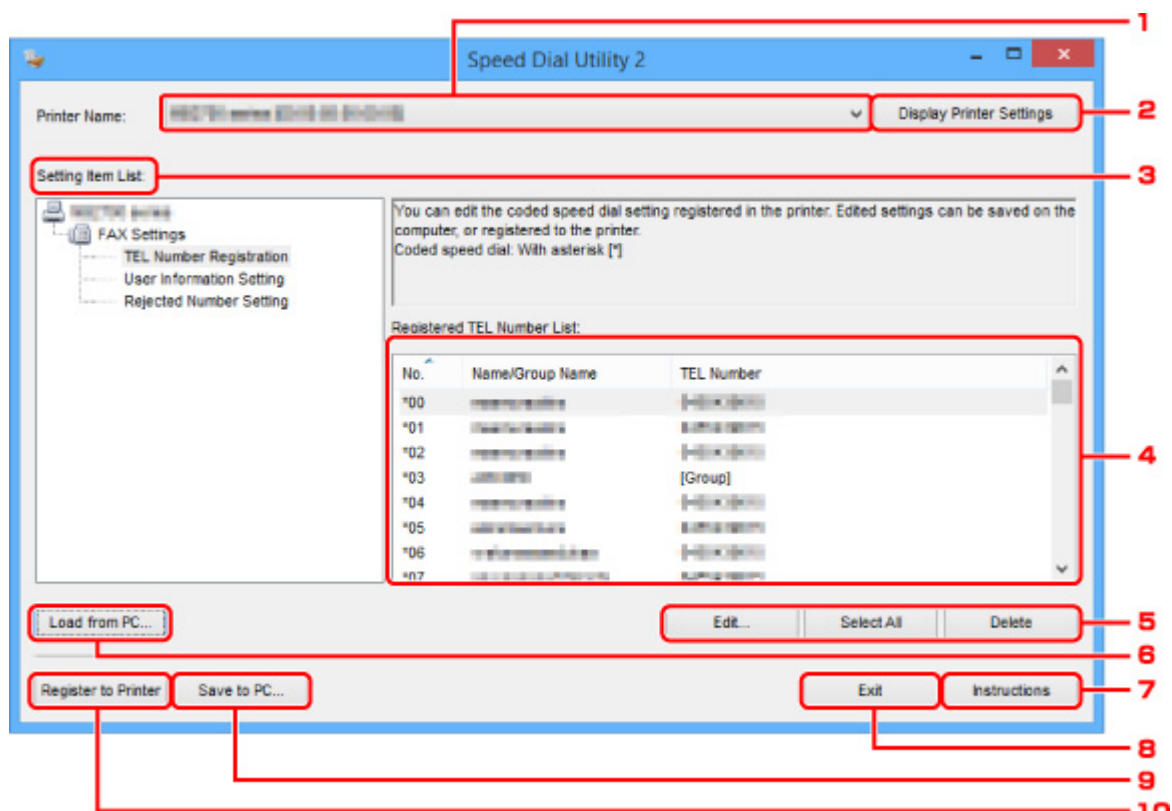 1
Speed Dial Utility 2
Printer Name:
Display Printer Settings
2
Setting Item List:
3
You can edit the coded speed dial setting registered in the printer. Edited settings can be saved on the
computer, or registered to the printer.
Coded speed dial: With asterisk [*]
FAX Settings
TEL Number Registration
User Information Setting
Rejected Number Setting
Registered TEL Number List:
No. Name/Group Name TEL Number
*00
*01
*02
*03 [Group]
*04
*05
*06
*07
4
Load from PC...
Edit... Select All Delete
5
6
Register to Printer Save to PC... Exit Instructions
7
8
9
10